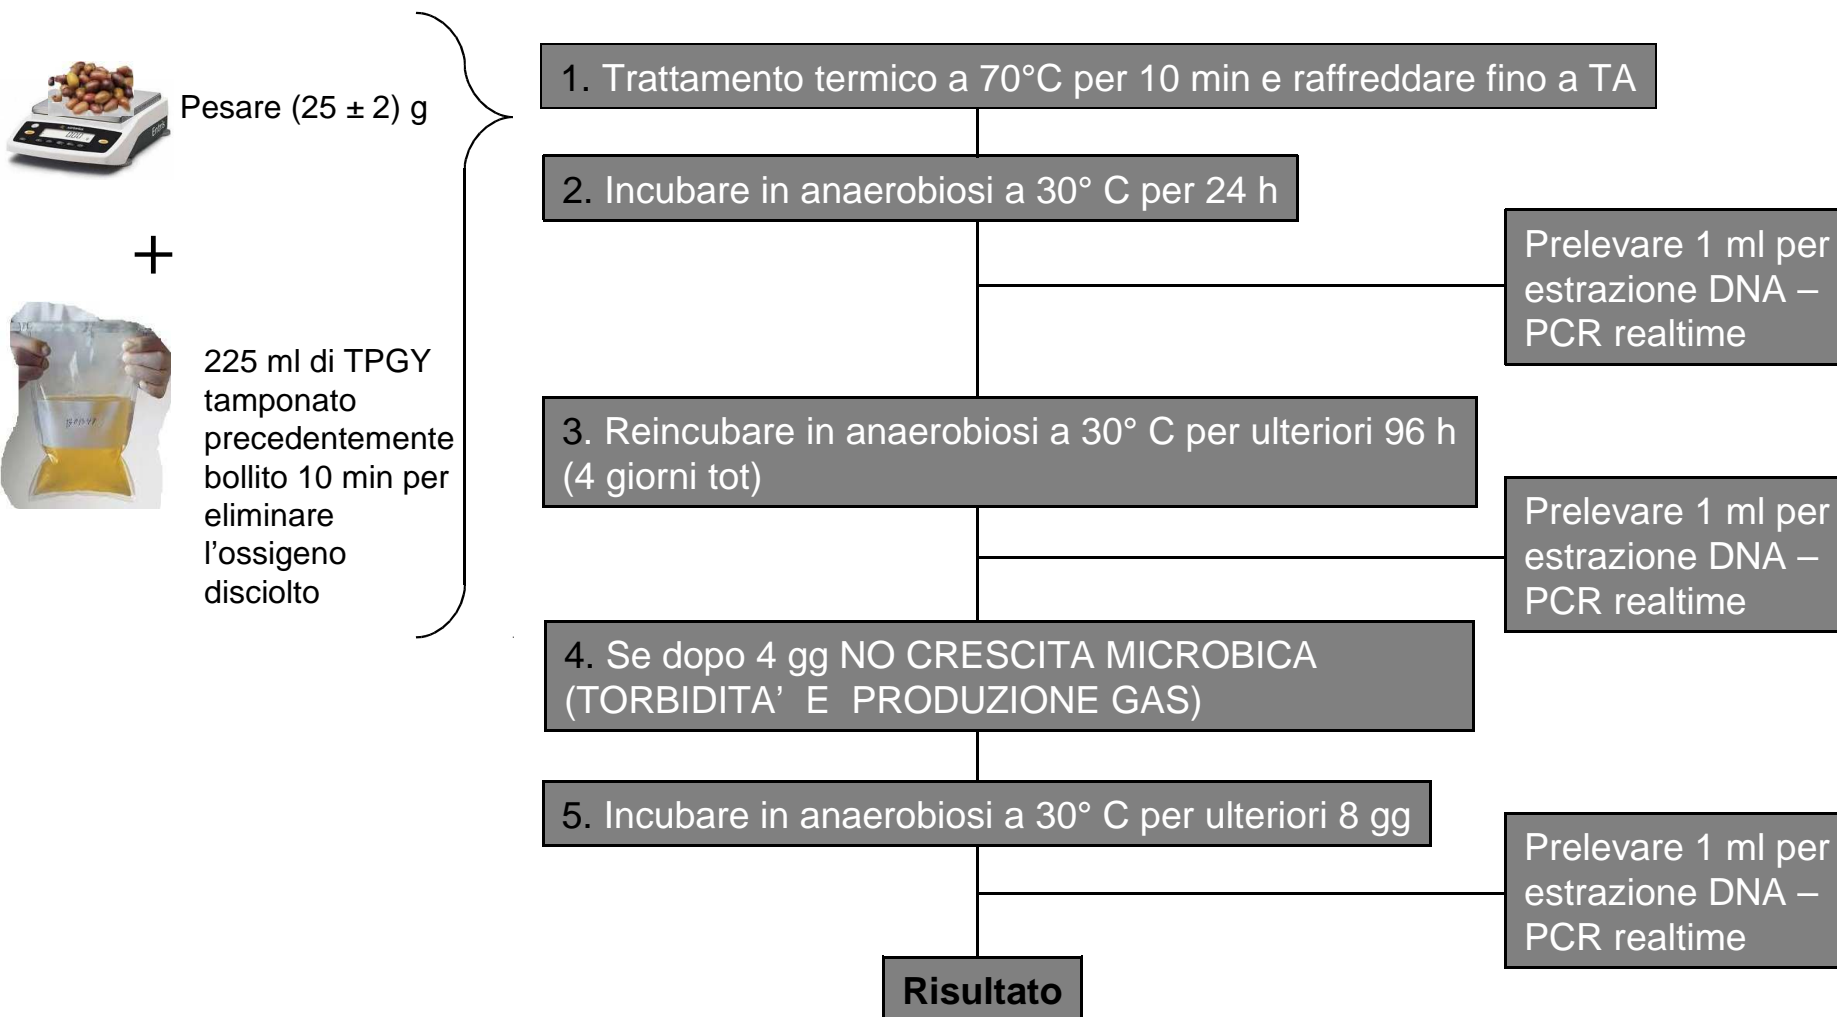 Pesare (25 ± 2) g
+
225 ml di TPGY
tamponato
precedentemente
bollito 10 min per
eliminare
l’ossigeno
disciolto
1. Trattamento termico a 70°C per 10 min e raffreddare fino a TA
2. Incubare in anaerobiosi a 30° C per 24 h
Prelevare 1 ml per
estrazione DNA –
PCR realtime
3. Reincubare in anaerobiosi a 30° C per ulteriori 96 h
(4 giorni tot)
Prelevare 1 ml per
estrazione DNA –
PCR realtime
4. Se dopo 4 gg NO CRESCITA MICROBICA
(TORBIDITA’ E PRODUZIONE GAS)
5. Incubare in anaerobiosi a 30° C per ulteriori 8 gg
Prelevare 1 ml per
estrazione DNA –
PCR realtime
Risultato